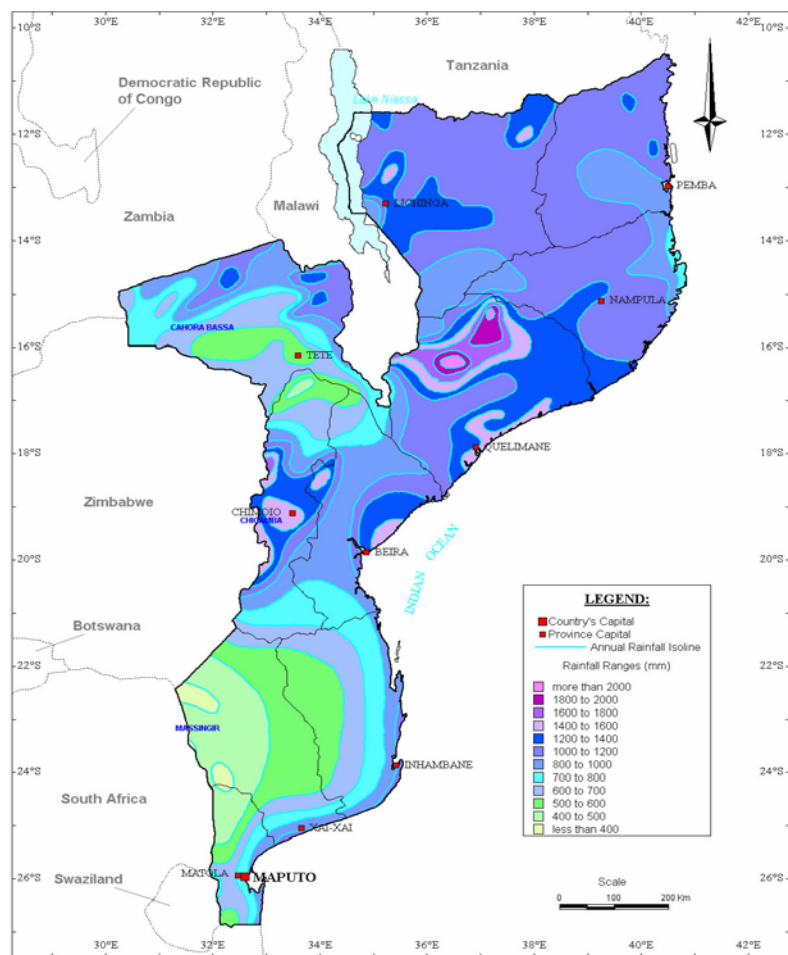 30°E 32°E 34°E 36°E 38°E 40°E 42°E
10°S
12°S
14°S
16°S
18°S
20°S
22°S
24°S
26°S
10°S
12°S
14°S
16°S
18°S
20°S
22°S
24°S
26°S
Tanzania
Democratic Republic
of Congo
Lake Niassa
PEMBA
Malawi
LICHINGA
Zambia
NAMPULA
CAHORA BASSA
TETE
QUELIMANE
Zimbabwe
CHIMOIO
CHICAMBA
BEIRA
INDIAN OCEAN
Botswana
MASSINGIR
INHAMBANE
South Africa
XAI-XAI
MATOLA
MAPUTO
Swaziland
LEGEND:
Country's Capital
Province Capital
Annual Rainfall Isoline
Rainfall Ranges (mm)
more than 2000
1800 to 2000
1600 to 1800
1400 to 1600
1200 to 1400
1000 to 1200
800 to 1000
700 to 800
600 to 700
500 to 600
400 to 500
less than 400
Scale
0 100 200 Km
30°E 32°E 34°E 36°E 38°E 40°E 42°E